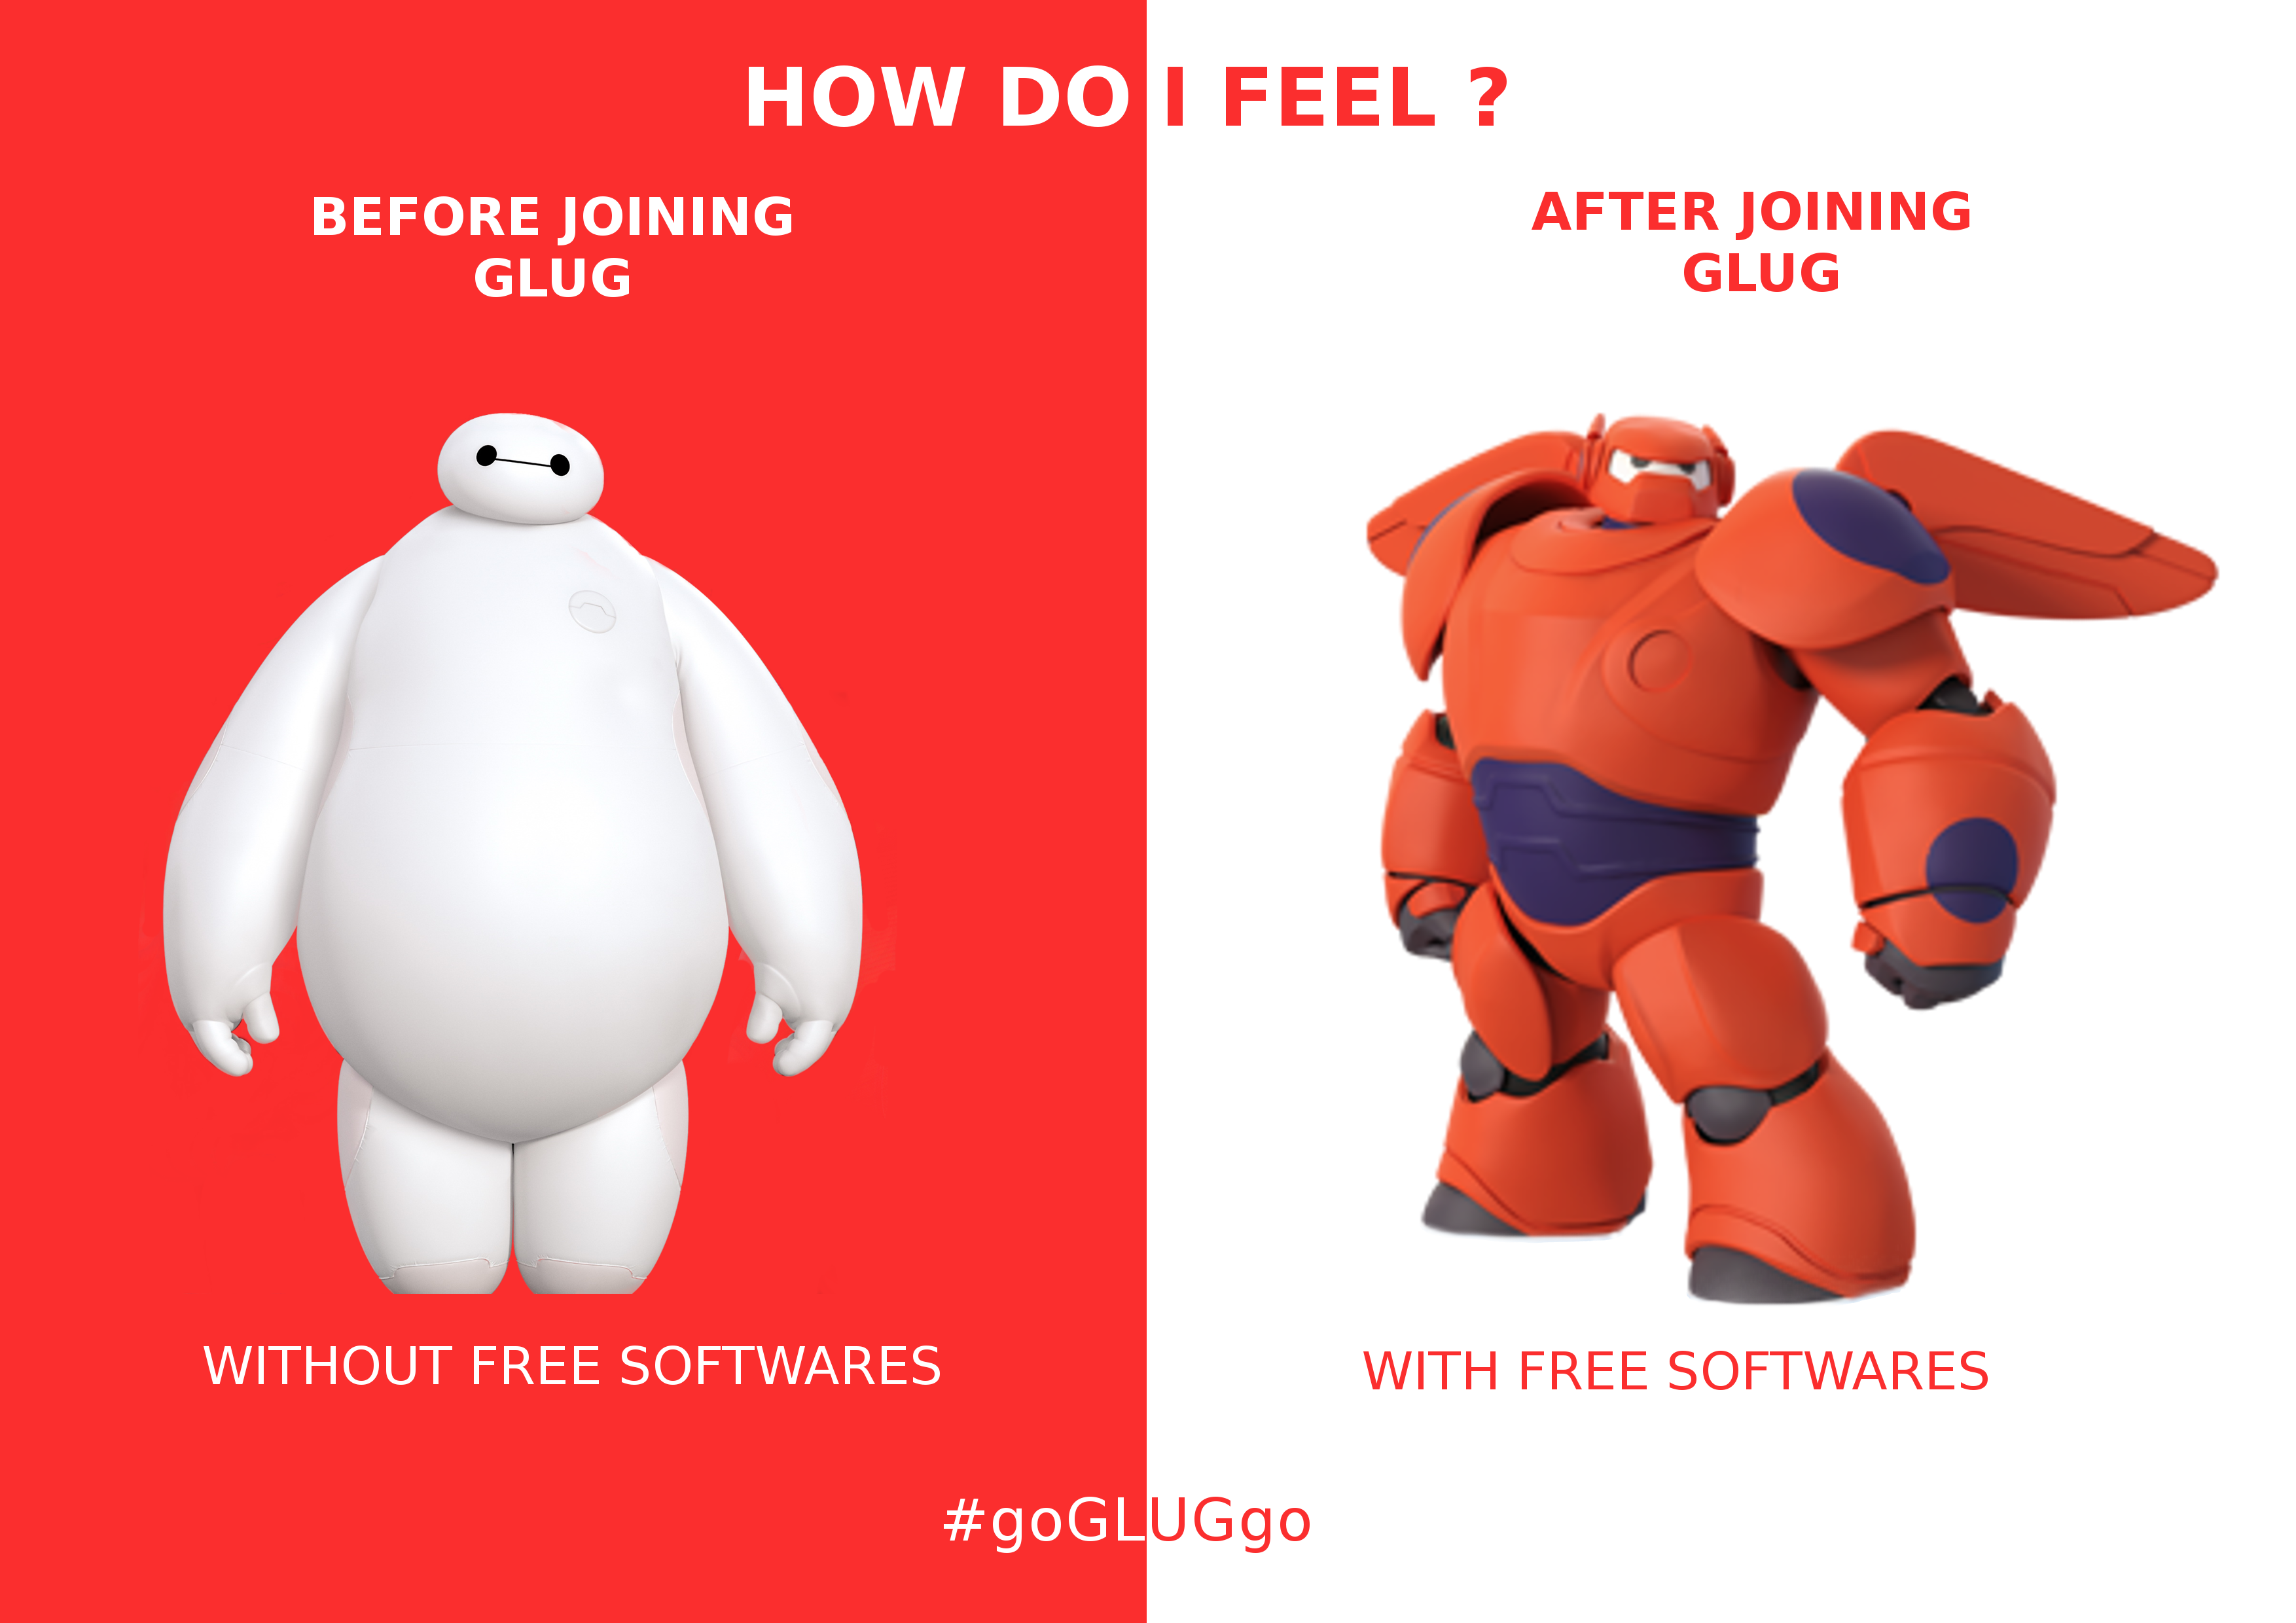 HOW DO I FEEL ?
BEFORE JOINING
GLUG
AFTER JOINING
GLUG
WITHOUT FREE SOFTWARES
WITH FREE SOFTWARES
#goGLUGgo